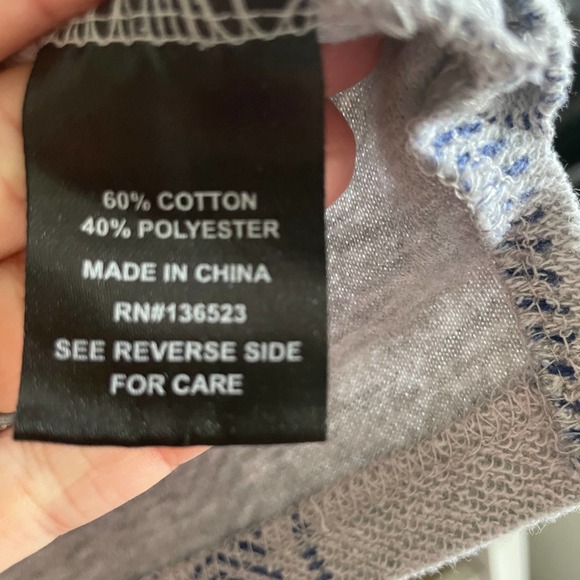 60% COTTON
40% POLYESTER
MADE IN CHINA
RN#136523
SEE REVERSE SIDE
FOR CARE